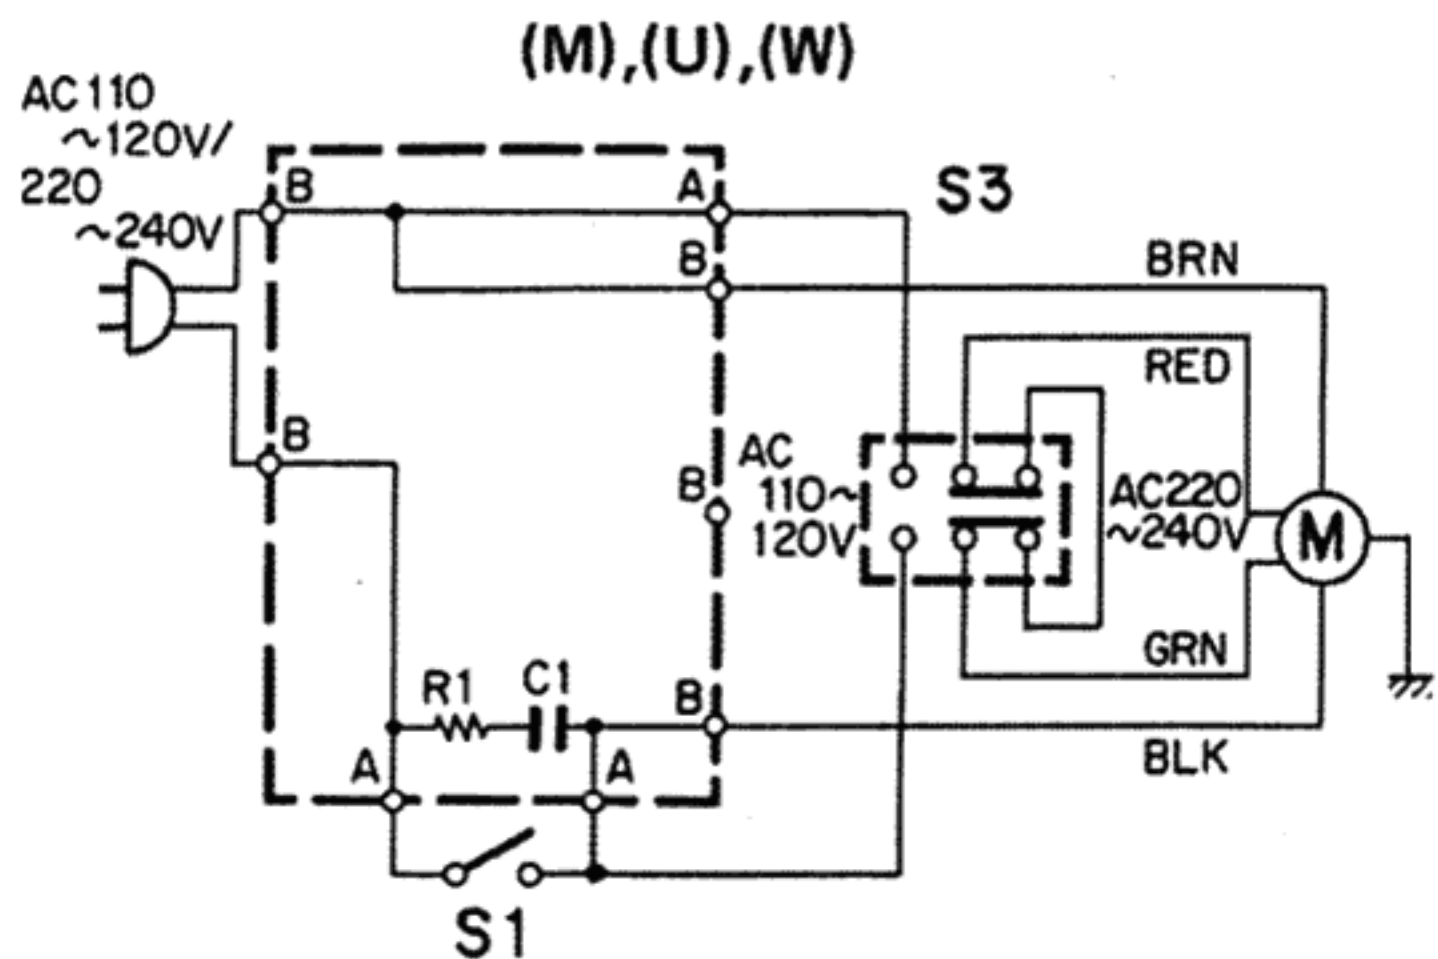 (M),(U),(W)
AC110
~120V/
220
~240V
B
A
S3
B
BRN
RED
B
AC
110~
120V
B
AC220
~240V
M
R1
C1
B
GRN
A
A
BLK
S1